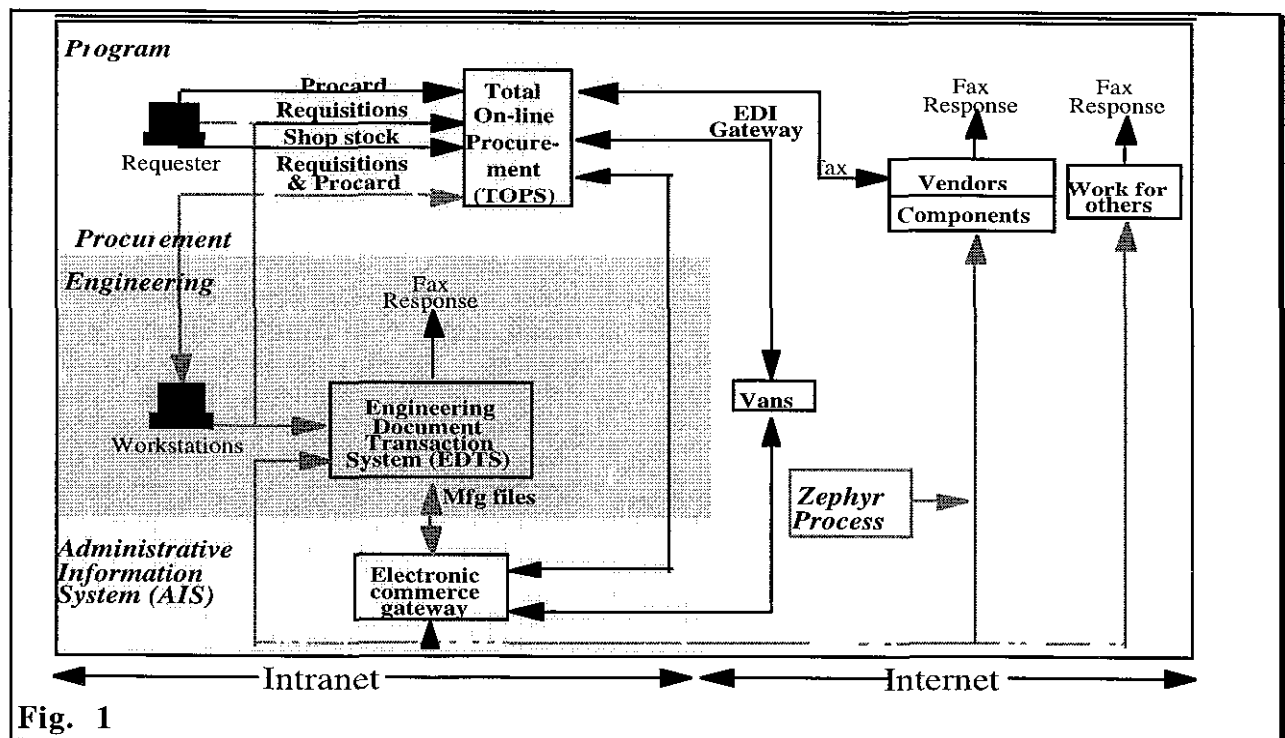 Program
Procard
Requisitions
Shop stock
Requisitions
& Procard
Requester
Total
On-line
Procure-
ment
(TOPS)
EDI
Gateway
Fax
Response
Fax
Response
fax
Vendors
Components
Work for
others
Procurement
Engineering
Fax
Response
Workstations
Engineering
Document
Transaction
System (EDTS)
Vans
Mfg files
Zephyr
Process
Administrative
Information
System (AIS)
Electronic
commerce
gateway
Intranet
Internet
Fig. 1